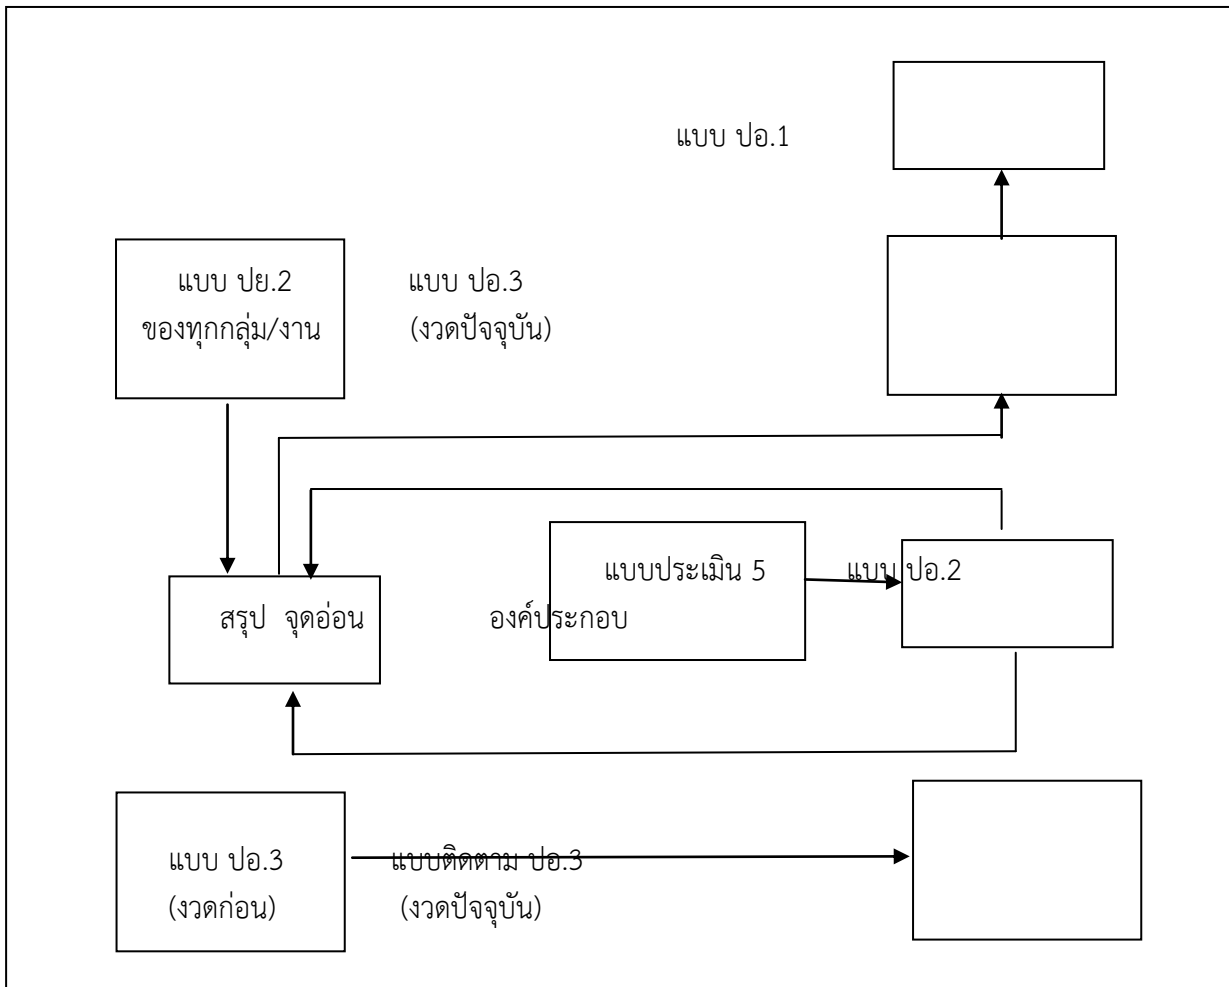 แบบ ปอ.1
แบบ ปย.2 แบบ ปอ.3
ของทุกกลุ่ม/งาน (งวดปัจจุบัน)
แบบประเมิน 5 แบบ ปอ.2
สรุป จุดอ่อน องค์ประกอบ
แบบ ปอ.3 แบบติดตาม ปอ.3
(งวดก่อน) (งวดปัจจุบัน)